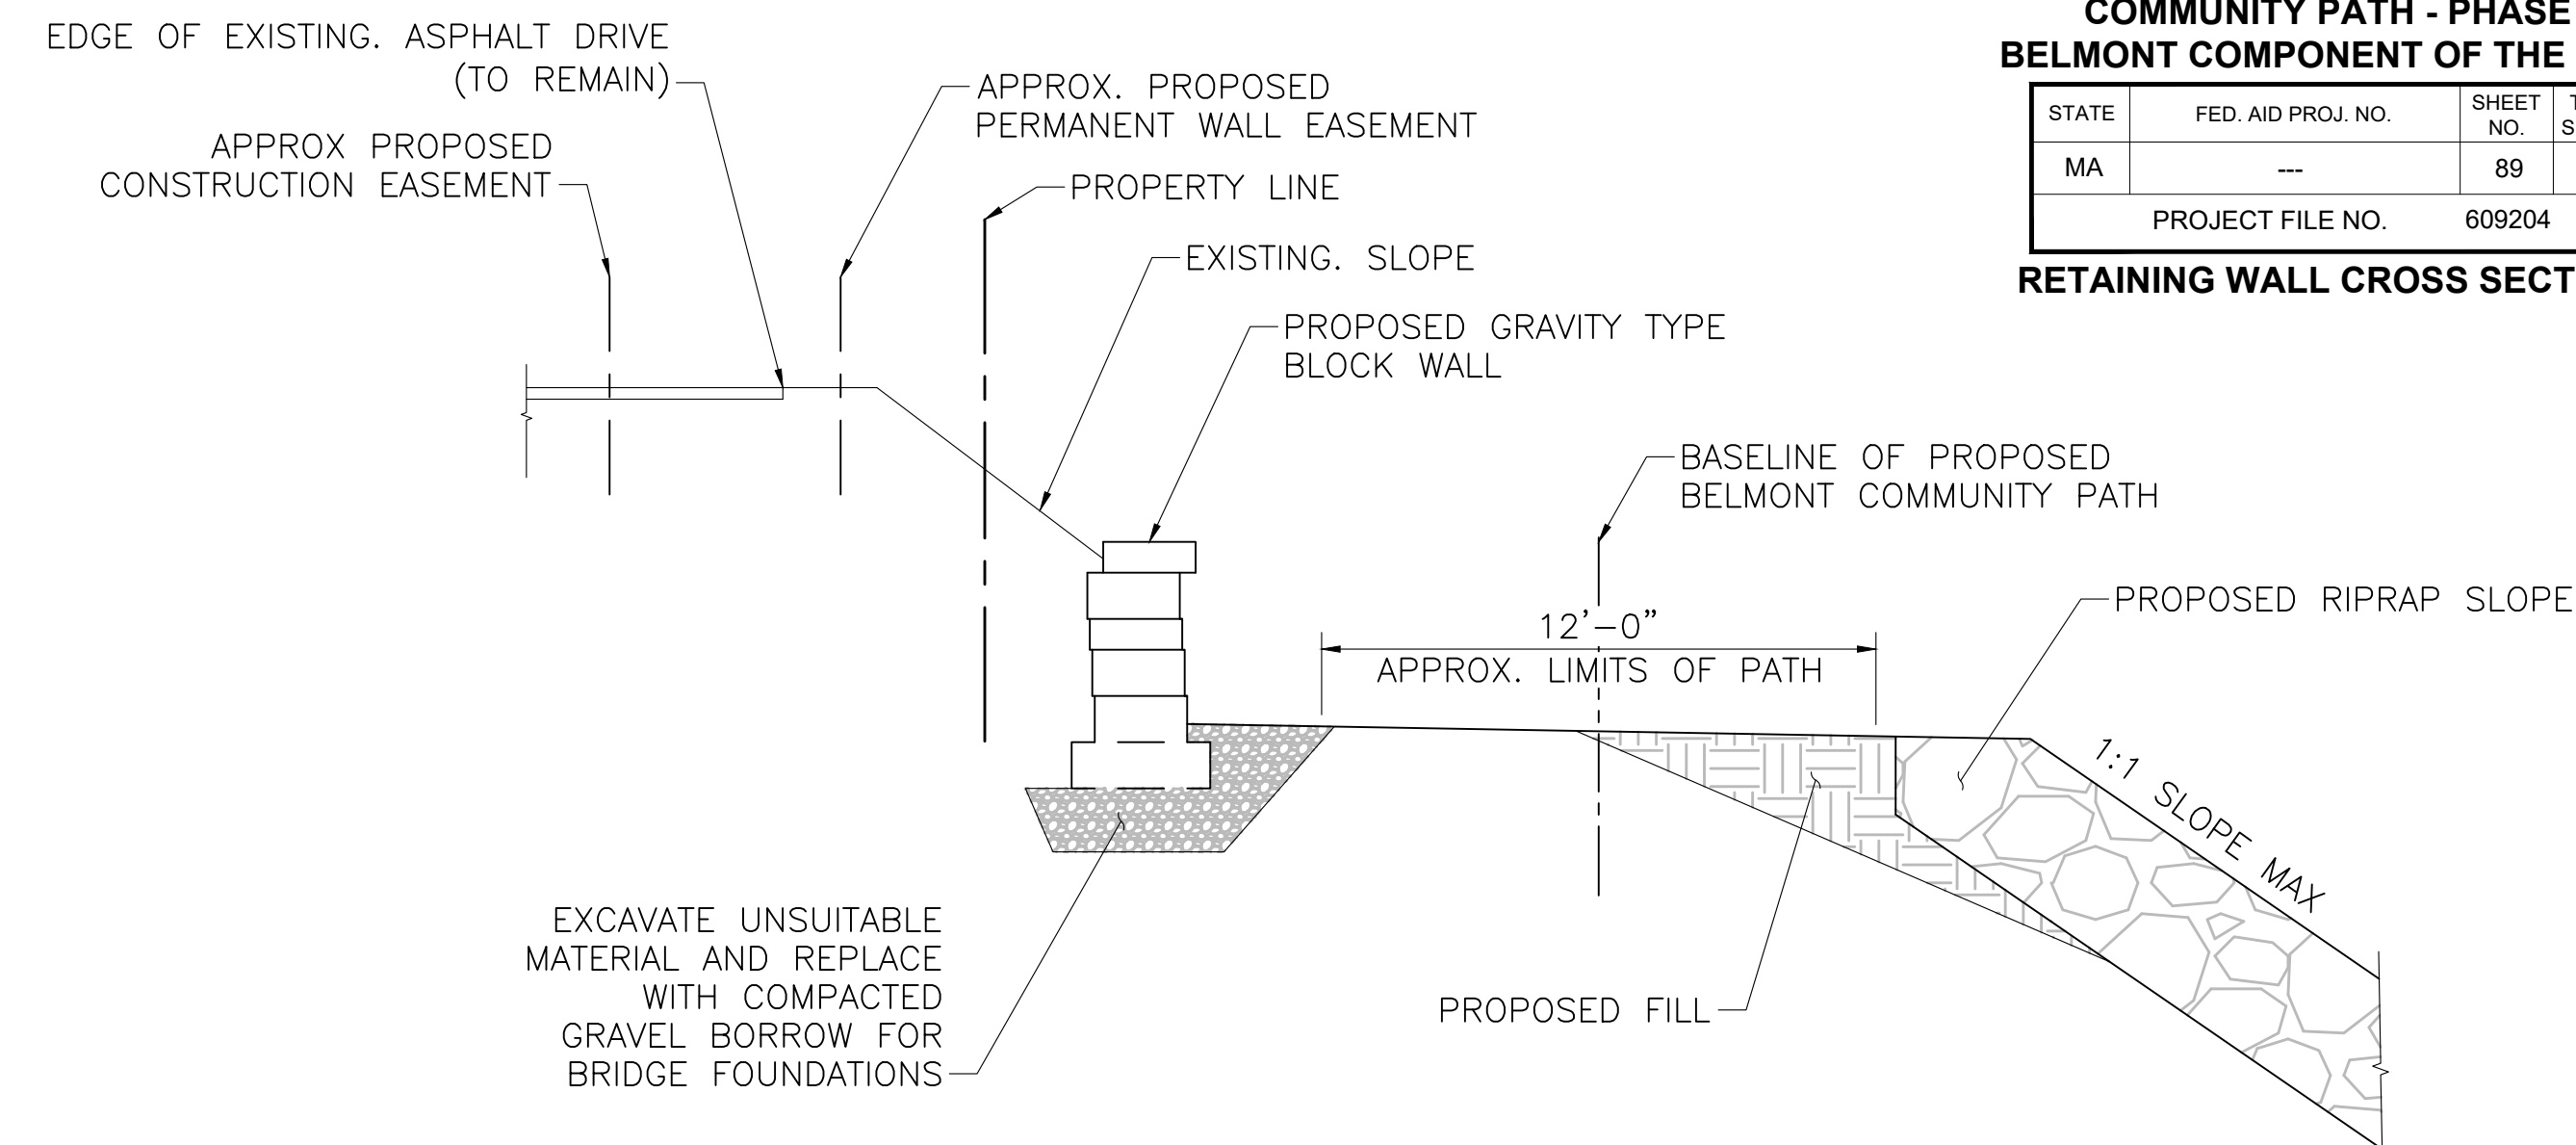 COMMUNITY PATH - PHASE
BELMONT COMPONENT OF THE
STATE
FED. AID PROJ. NO.
SHEET
NO.
MA
---
89
PROJECT FILE NO.
609204
RETAINING WALL CROSS SECT
EDGE OF EXISTING. ASPHALT DRIVE
(TO REMAIN)
APPROX. PROPOSED
PERMANENT WALL EASEMENT
APPROX PROPOSED
CONSTRUCTION EASEMENT
PROPERTY LINE
EXISTING. SLOPE
PROPOSED GRAVITY TYPE
BLOCK WALL
BASELINE OF PROPOSED
BELMONT COMMUNITY PATH
PROPOSED RIPRAP SLOPE
12’-0”
APPROX. LIMITS OF PATH
1:1 SLOPE MAX
EXCAVATE UNSUITABLE
MATERIAL AND REPLACE
WITH COMPACTED
GRAVEL BORROW FOR
BRIDGE FOUNDATIONS
PROPOSED FILL